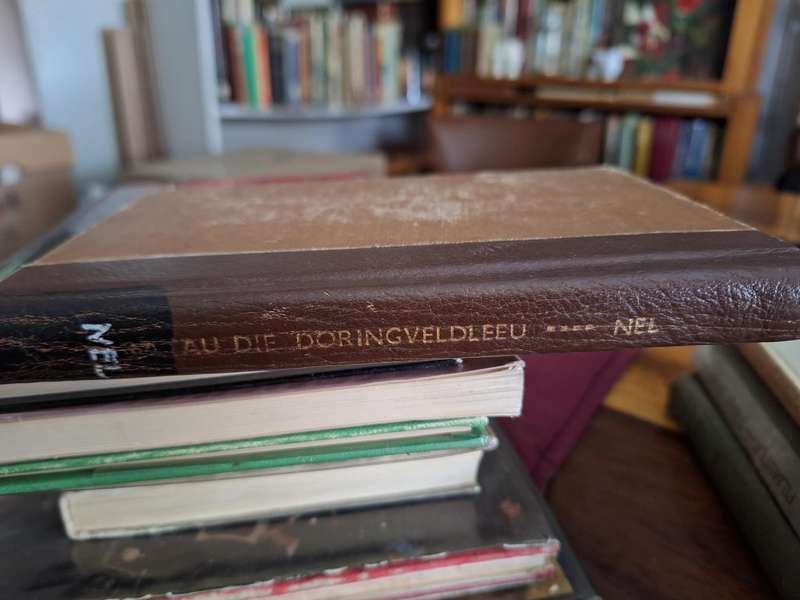 NEL
AU DIE DORINGVELDLEEU ---- NEL